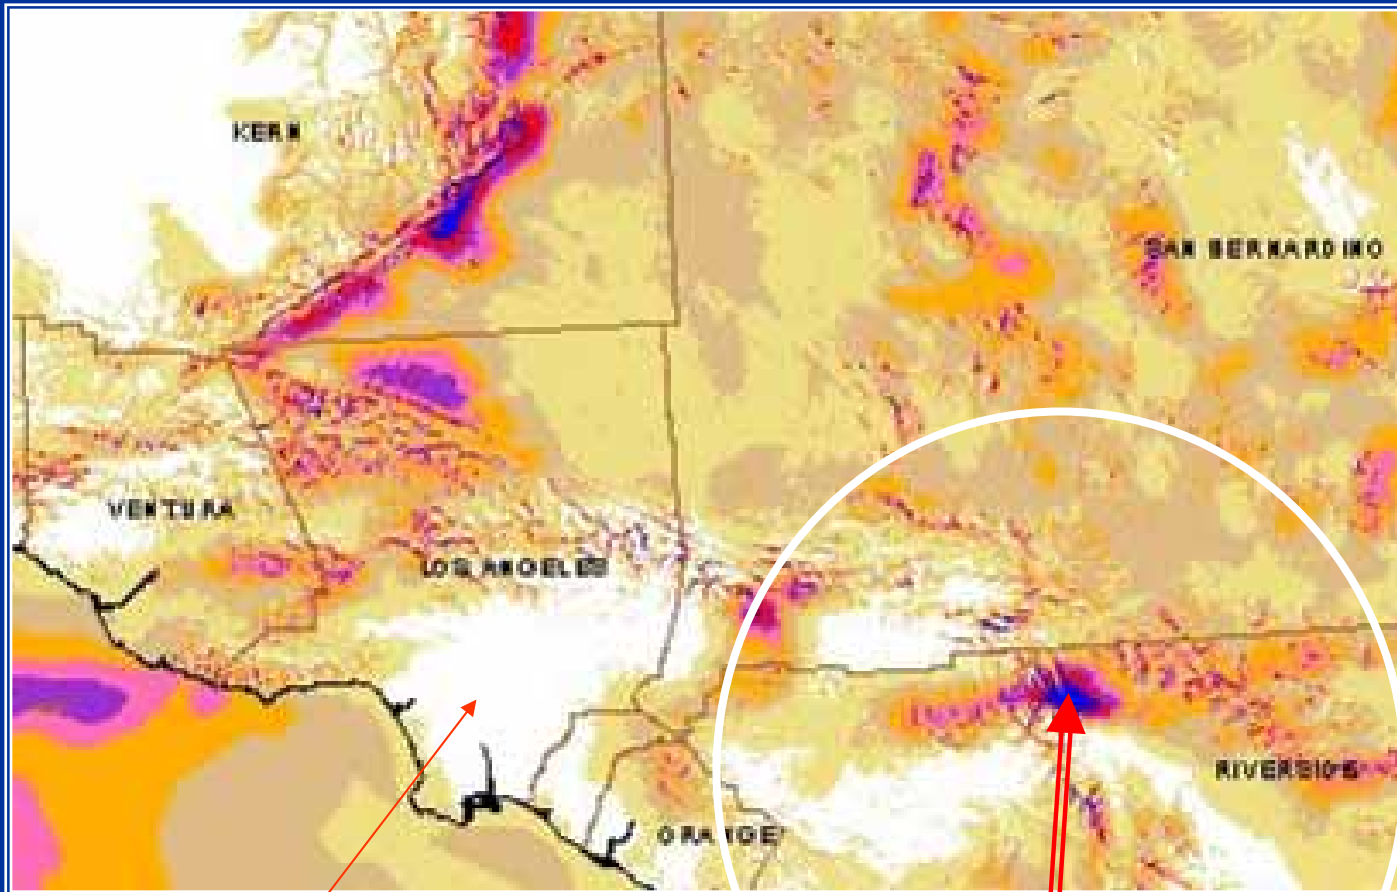 KERN
SAN BERNARDINO
VENTURA
LOS ANGELES
RIVERSIDE
ORANGE